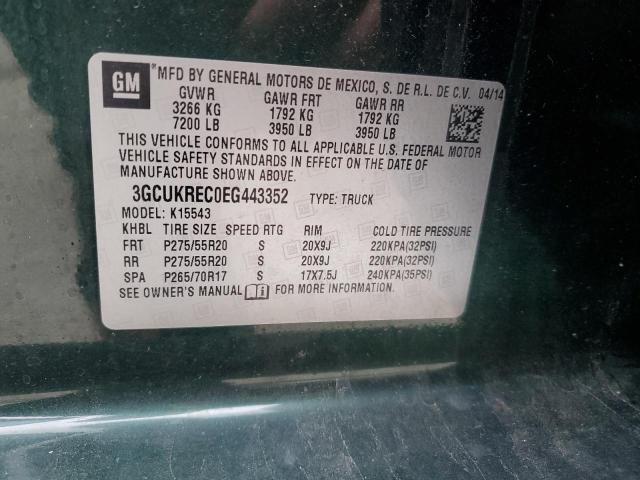 GM *MFD BY GENERAL MOTORS DE MEXICO, S. DE R.L. DE C.V. 04/14
GVWR GAWR FRT GAWR RR
3266 KG 1792 KG 1792 KG
7200 LB 3950 LB 3950 LB
THIS VEHICLE CONFORMS TO ALL APPLICABLE U.S. FEDERAL MOTOR
VEHICLE SAFETY STANDARDS IN EFFECT ON THE DATE OF
MANUFACTURE SHOWN ABOVE.
3GCUKREC0EG443352 TYPE: TRUCK
MODEL: K15543
KHBL TIRE SIZE SPEED RTG RIM COLD TIRE PRESSURE
FRT P275/55R20 S 20X9J 220KPA(32PSI)
RR P275/55R20 S 20X9J 220KPA(32PSI)
SPA P265/70R17 S 17X7.5J 240KPA(35PSI)
SEE OWNER'S MANUAL FOR MORE INFORMATION.